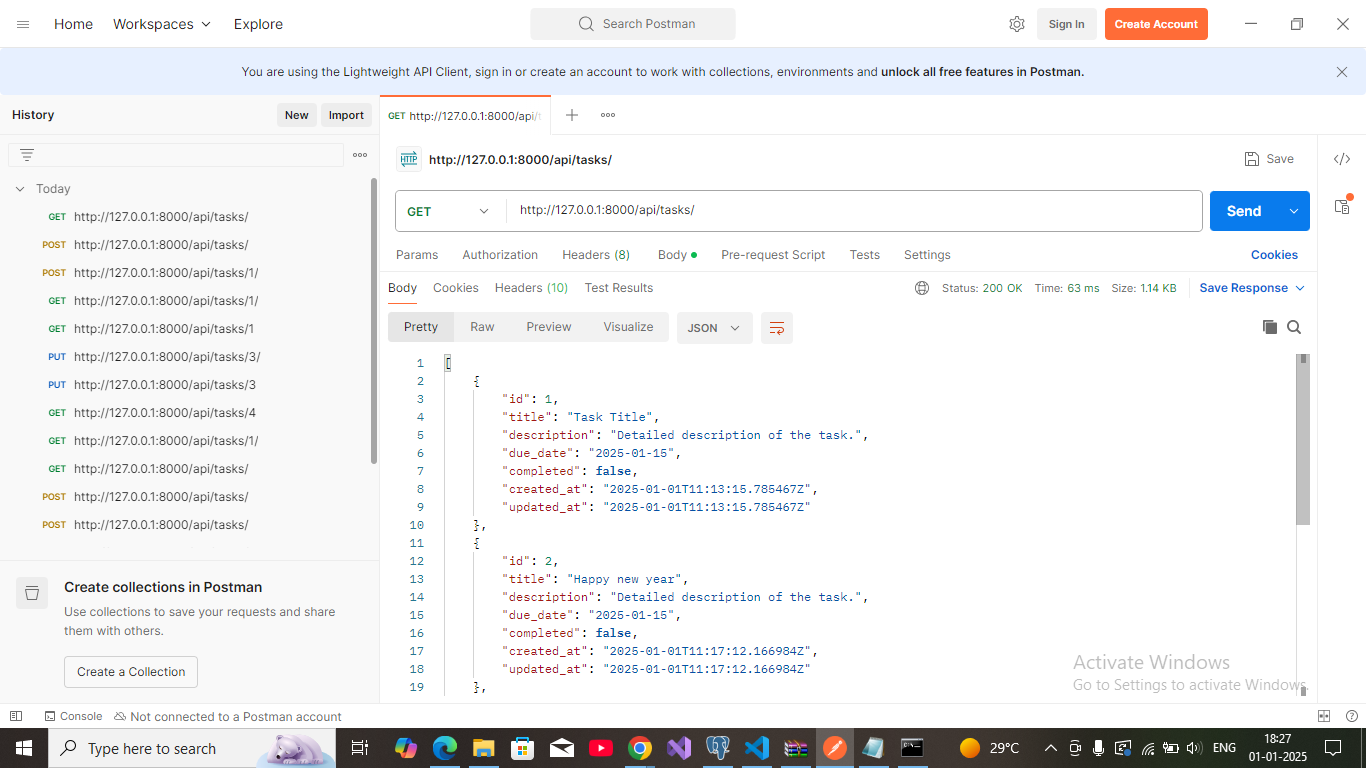 Home Workspaces Explore
Search Postman
Sign In Create Account
You are using the Lightweight API Client, sign in or create an account to work with collections, environments and unlock all free features in Postman.
History
New Import
Today
GET http://127.0.0.1:8000/api/tasks/
POST http://127.0.0.1:8000/api/tasks/
POST http://127.0.0.1:8000/api/tasks/1/
GET http://127.0.0.1:8000/api/tasks/1/
GET http://127.0.0.1:8000/api/tasks/1
PUT http://127.0.0.1:8000/api/tasks/3/
PUT http://127.0.0.1:8000/api/tasks/3
GET http://127.0.0.1:8000/api/tasks/4
GET http://127.0.0.1:8000/api/tasks/1/
GET http://127.0.0.1:8000/api/tasks/
POST http://127.0.0.1:8000/api/tasks/
POST http://127.0.0.1:8000/api/tasks/
Create collections in Postman
Use collections to save your requests and share
them with others.
Create a Collection
GET http://127.0.0.1:8000/api/
HTTP http://127.0.0.1:8000/api/tasks/
Save
GET http://127.0.0.1:8000/api/tasks/
Send
Params Authorization Headers (8) Body Pre-request Script Tests Settings Cookies
Body Cookies Headers (10) Test Results
Status: 200 OK Time: 63 ms Size: 1.14 KB Save Response
Pretty Raw Preview Visualize JSON
1 [
2 {
3 "id": 1,
4 "title": "Task Title",
5 "description": "Detailed description of the task.",
6 "due_date": "2025-01-15",
7 "completed": false,
8 "created_at": "2025-01-01T11:13:15.785467Z",
9 "updated_at": "2025-01-01T11:13:15.785467Z"
10 },
11 {
12 "id": 2,
13 "title": "Happy new year",
14 "description": "Detailed description of the task.",
15 "due_date": "2025-01-15",
16 "completed": false,
17 "created_at": "2025-01-01T11:17:12.166984Z",
18 "updated_at": "2025-01-01T11:17:12.166984Z"
19 },
Activate Windows
Go to Settings to activate Windows.
Console Not connected to a Postman account
Type here to search
29°C
ENG
18:27
01-01-2025